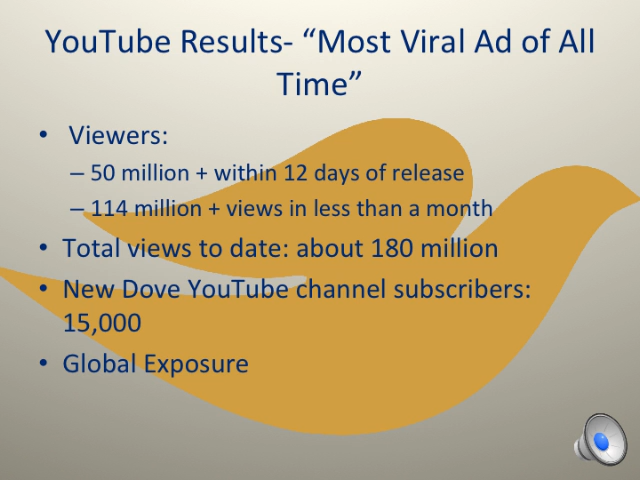 YouTube Results- “Most Viral Ad of All
Time”
• Viewers:
– 50 million + within 12 days of release
– 114 million + views in less than a month
• Total views to date: about 180 million
• New Dove YouTube channel subscribers:
15,000
• Global Exposure